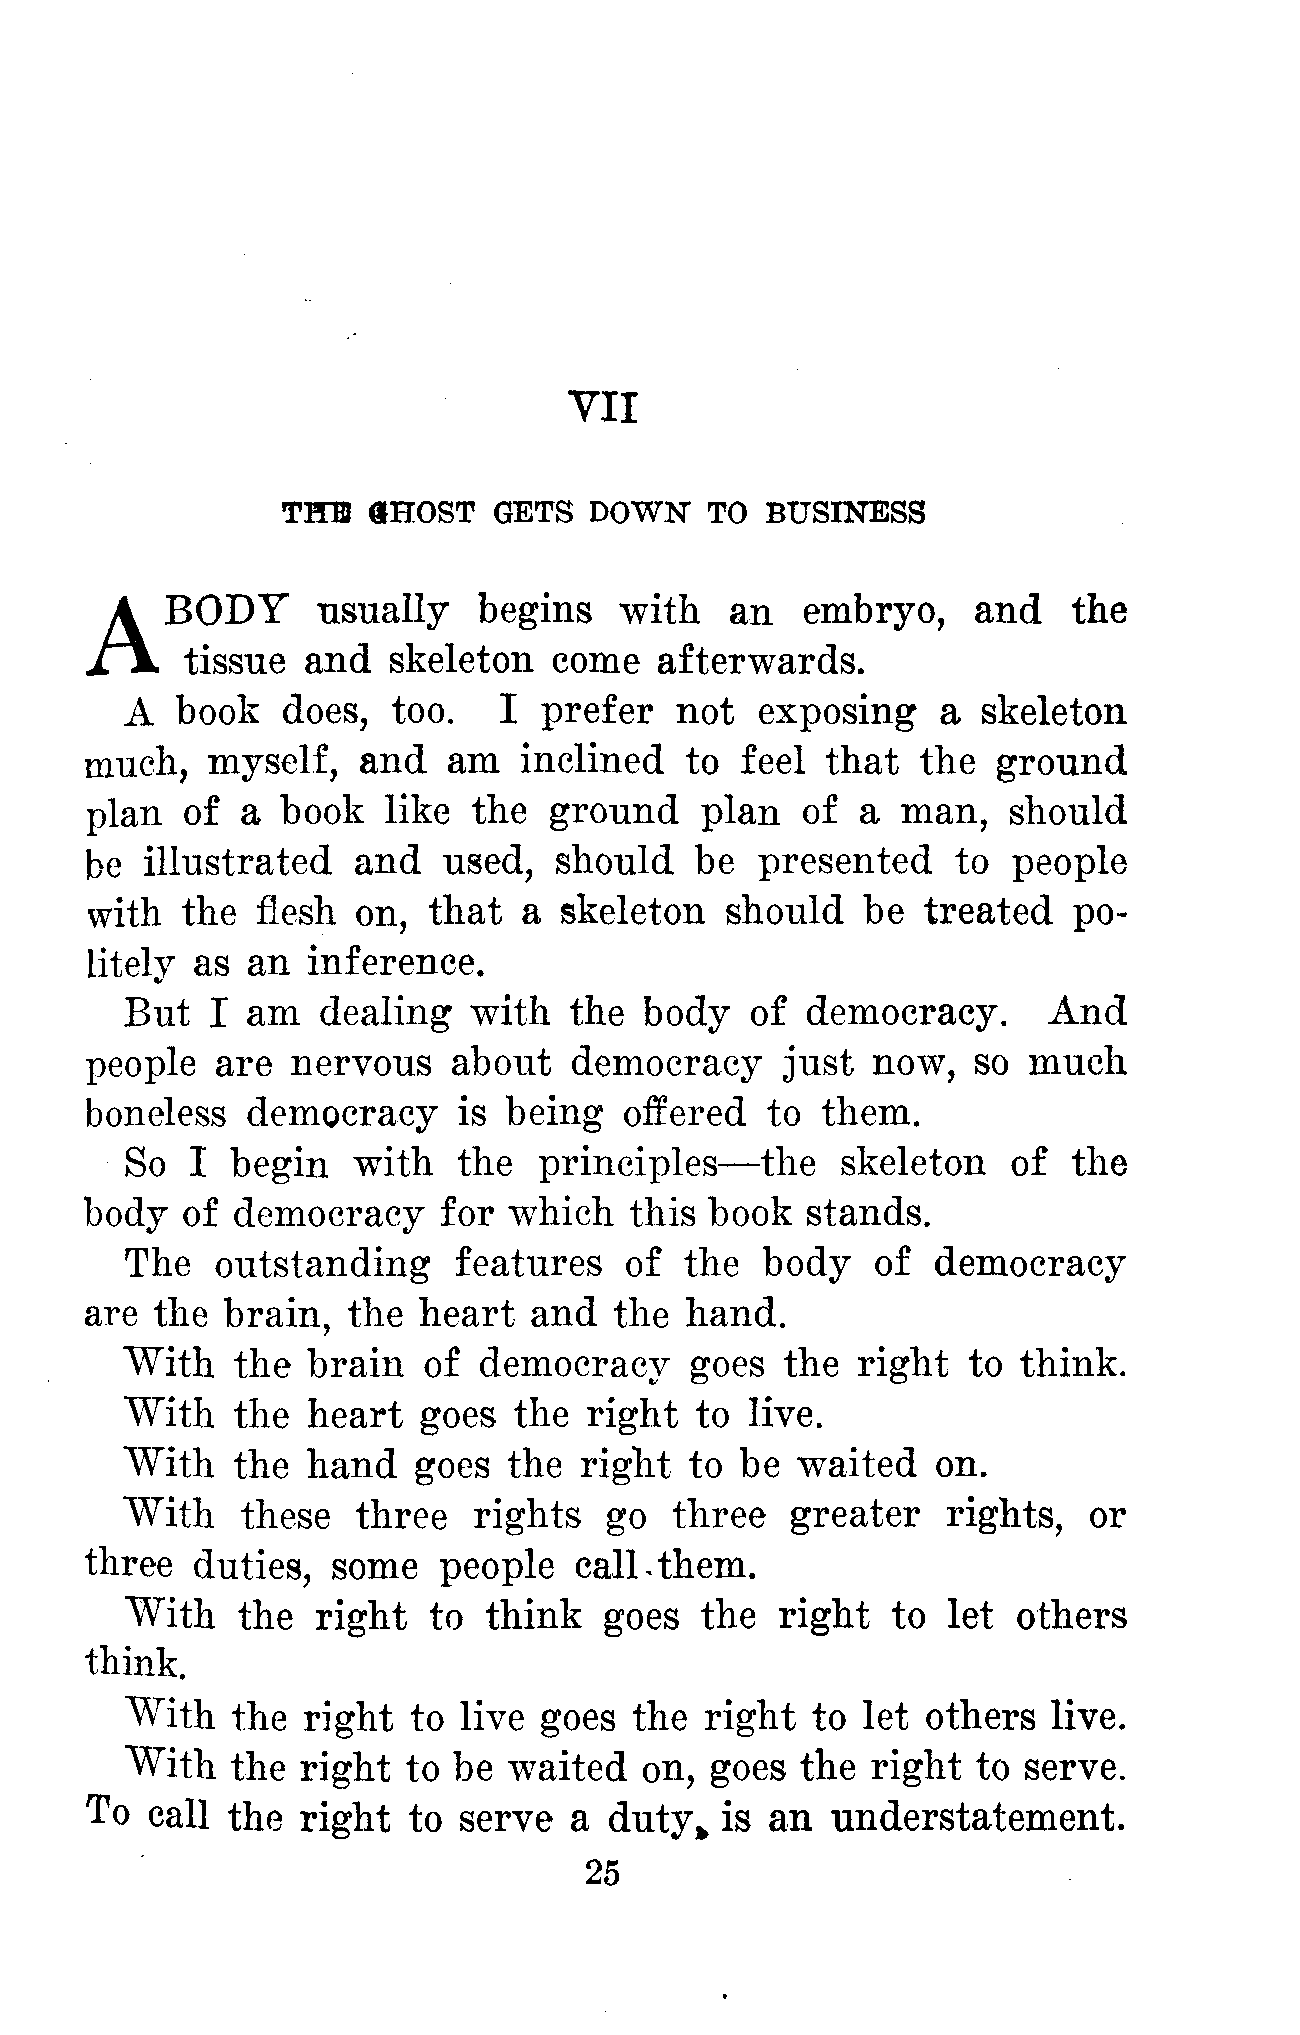 VII
THE GHOST GETS DOWN TO BUSINESS
A BODY usually begins with an embryo, and the
tissue and skeleton come afterwards.
A book does, too. I prefer not exposing a skeleton
much, myself, and am inclined to feel that the ground
plan of a book like the ground plan of a man, should
be illustrated and used, should be presented to people
with the flesh on, that a skeleton should be treated po-
litely as an inference.
But I am dealing with the body of democracy. And
people are nervous about democracy just now, so much
boneless democracy is being offered to them.
So I begin with the principles—the skeleton of the
body of democracy for which this book stands.
The outstanding features of the body of democracy
are the brain, the heart and the hand.
With the brain of democracy goes the right to think.
With the heart goes the right to live.
With the hand goes the right to be waited on.
With these three rights go three greater rights, or
three duties, some people call them.
With the right to think goes the right to let others
think.
With the right to live goes the right to let others live.
With the right to be waited on, goes the right to serve.
To call the right to serve a duty, is an understatement.
25